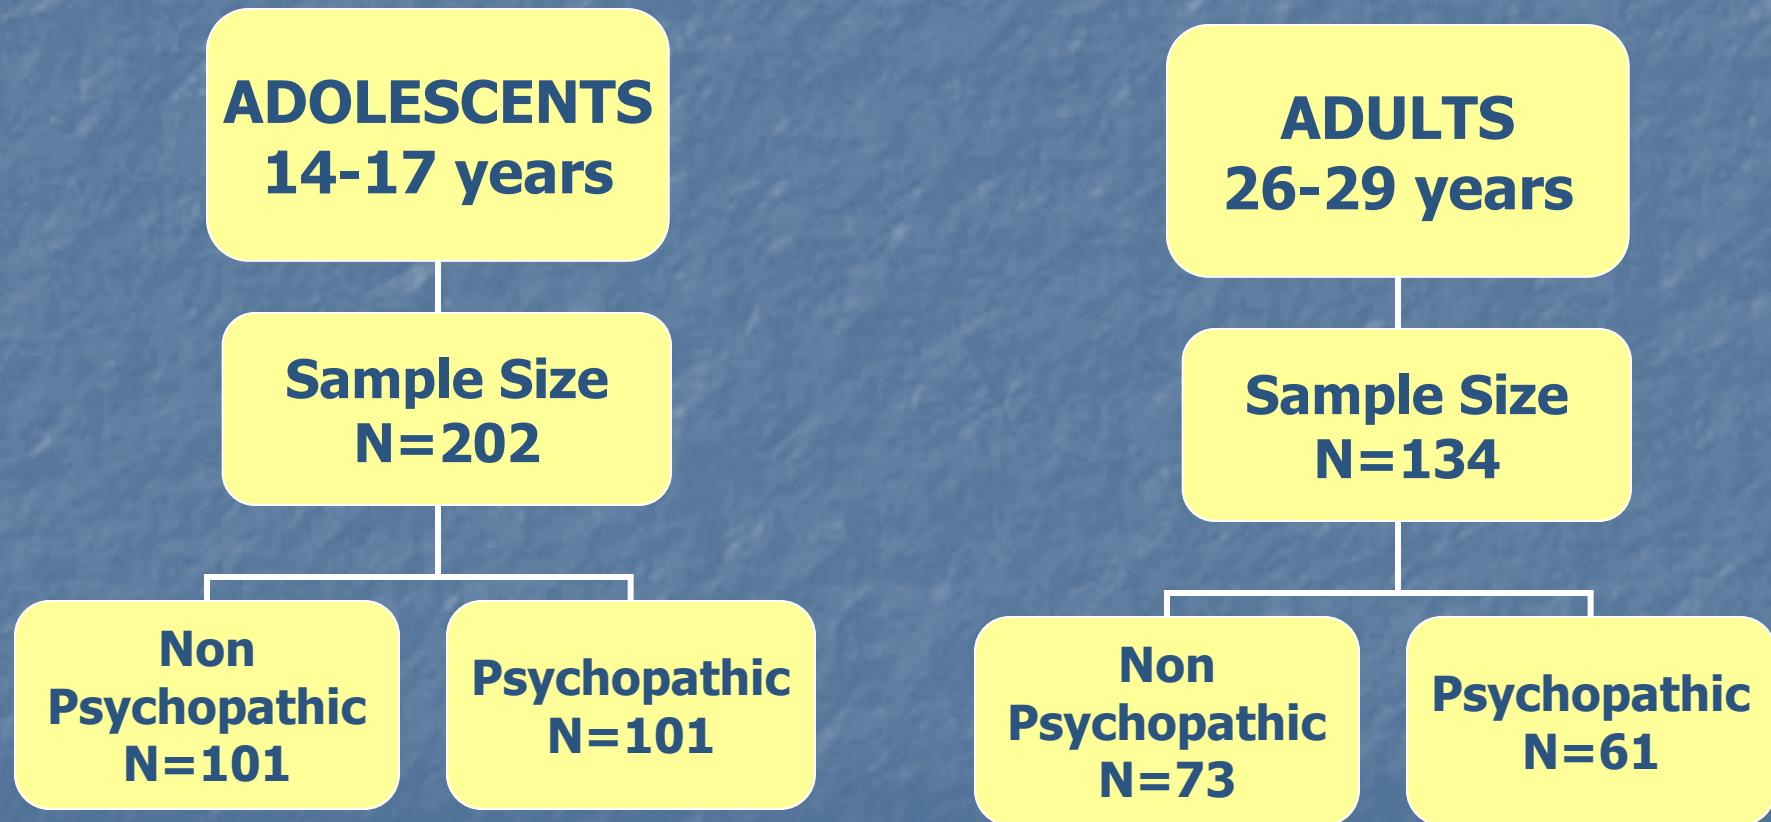 ADOLESCENTS
14-17 years
Sample Size
N=202
Non
Psychopathic
N=101
Psychopathic
N=101
ADULTS
26-29 years
Sample Size
N=134
Non
Psychopathic
N=73
Psychopathic
N=61